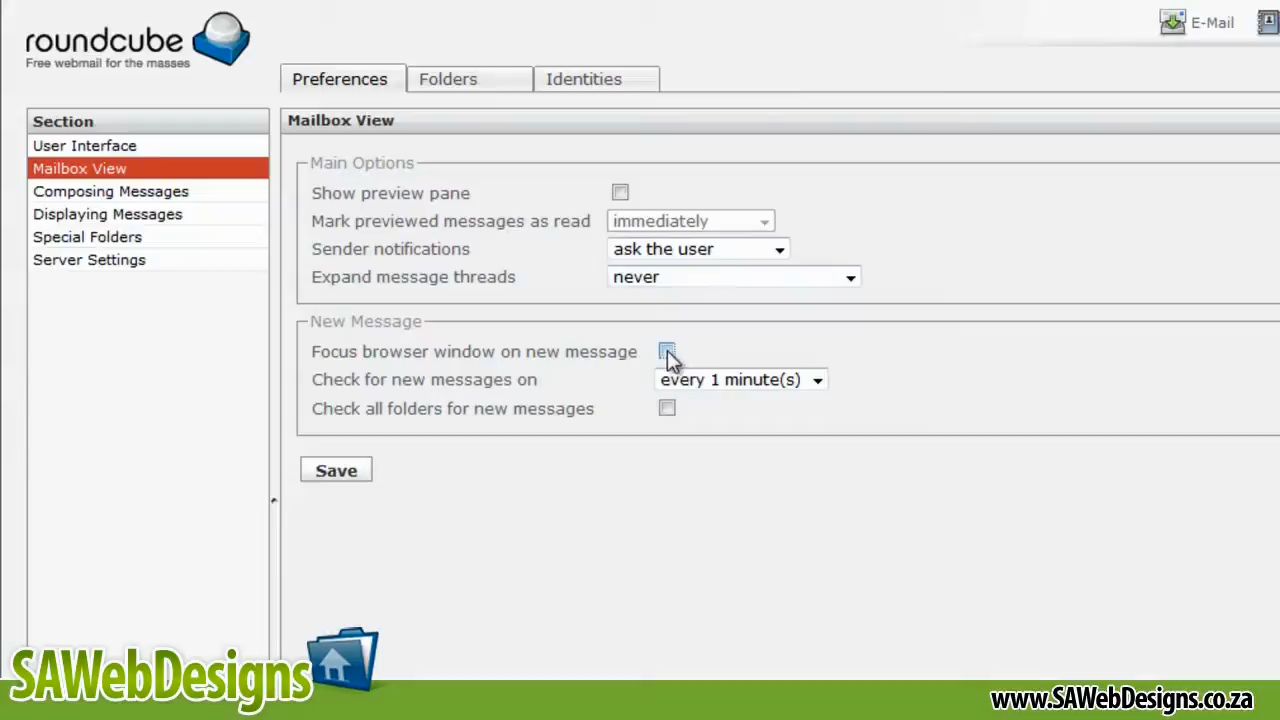 roundcube
Free webmail for the masses
E-Mail
Preferences
Folders
Identities
Section
User Interface
Mailbox View
Composing Messages
Displaying Messages
Special Folders
Server Settings
Mailbox View
Main Options
Show preview pane
Mark previewed messages as read immediately
Sender notifications ask the user
Expand message threads never
New Message
Focus browser window on new message
Check for new messages on every 1 minute(s)
Check all folders for new messages
Save
SAWebDesigns
www.SAWebDesigns.co.za